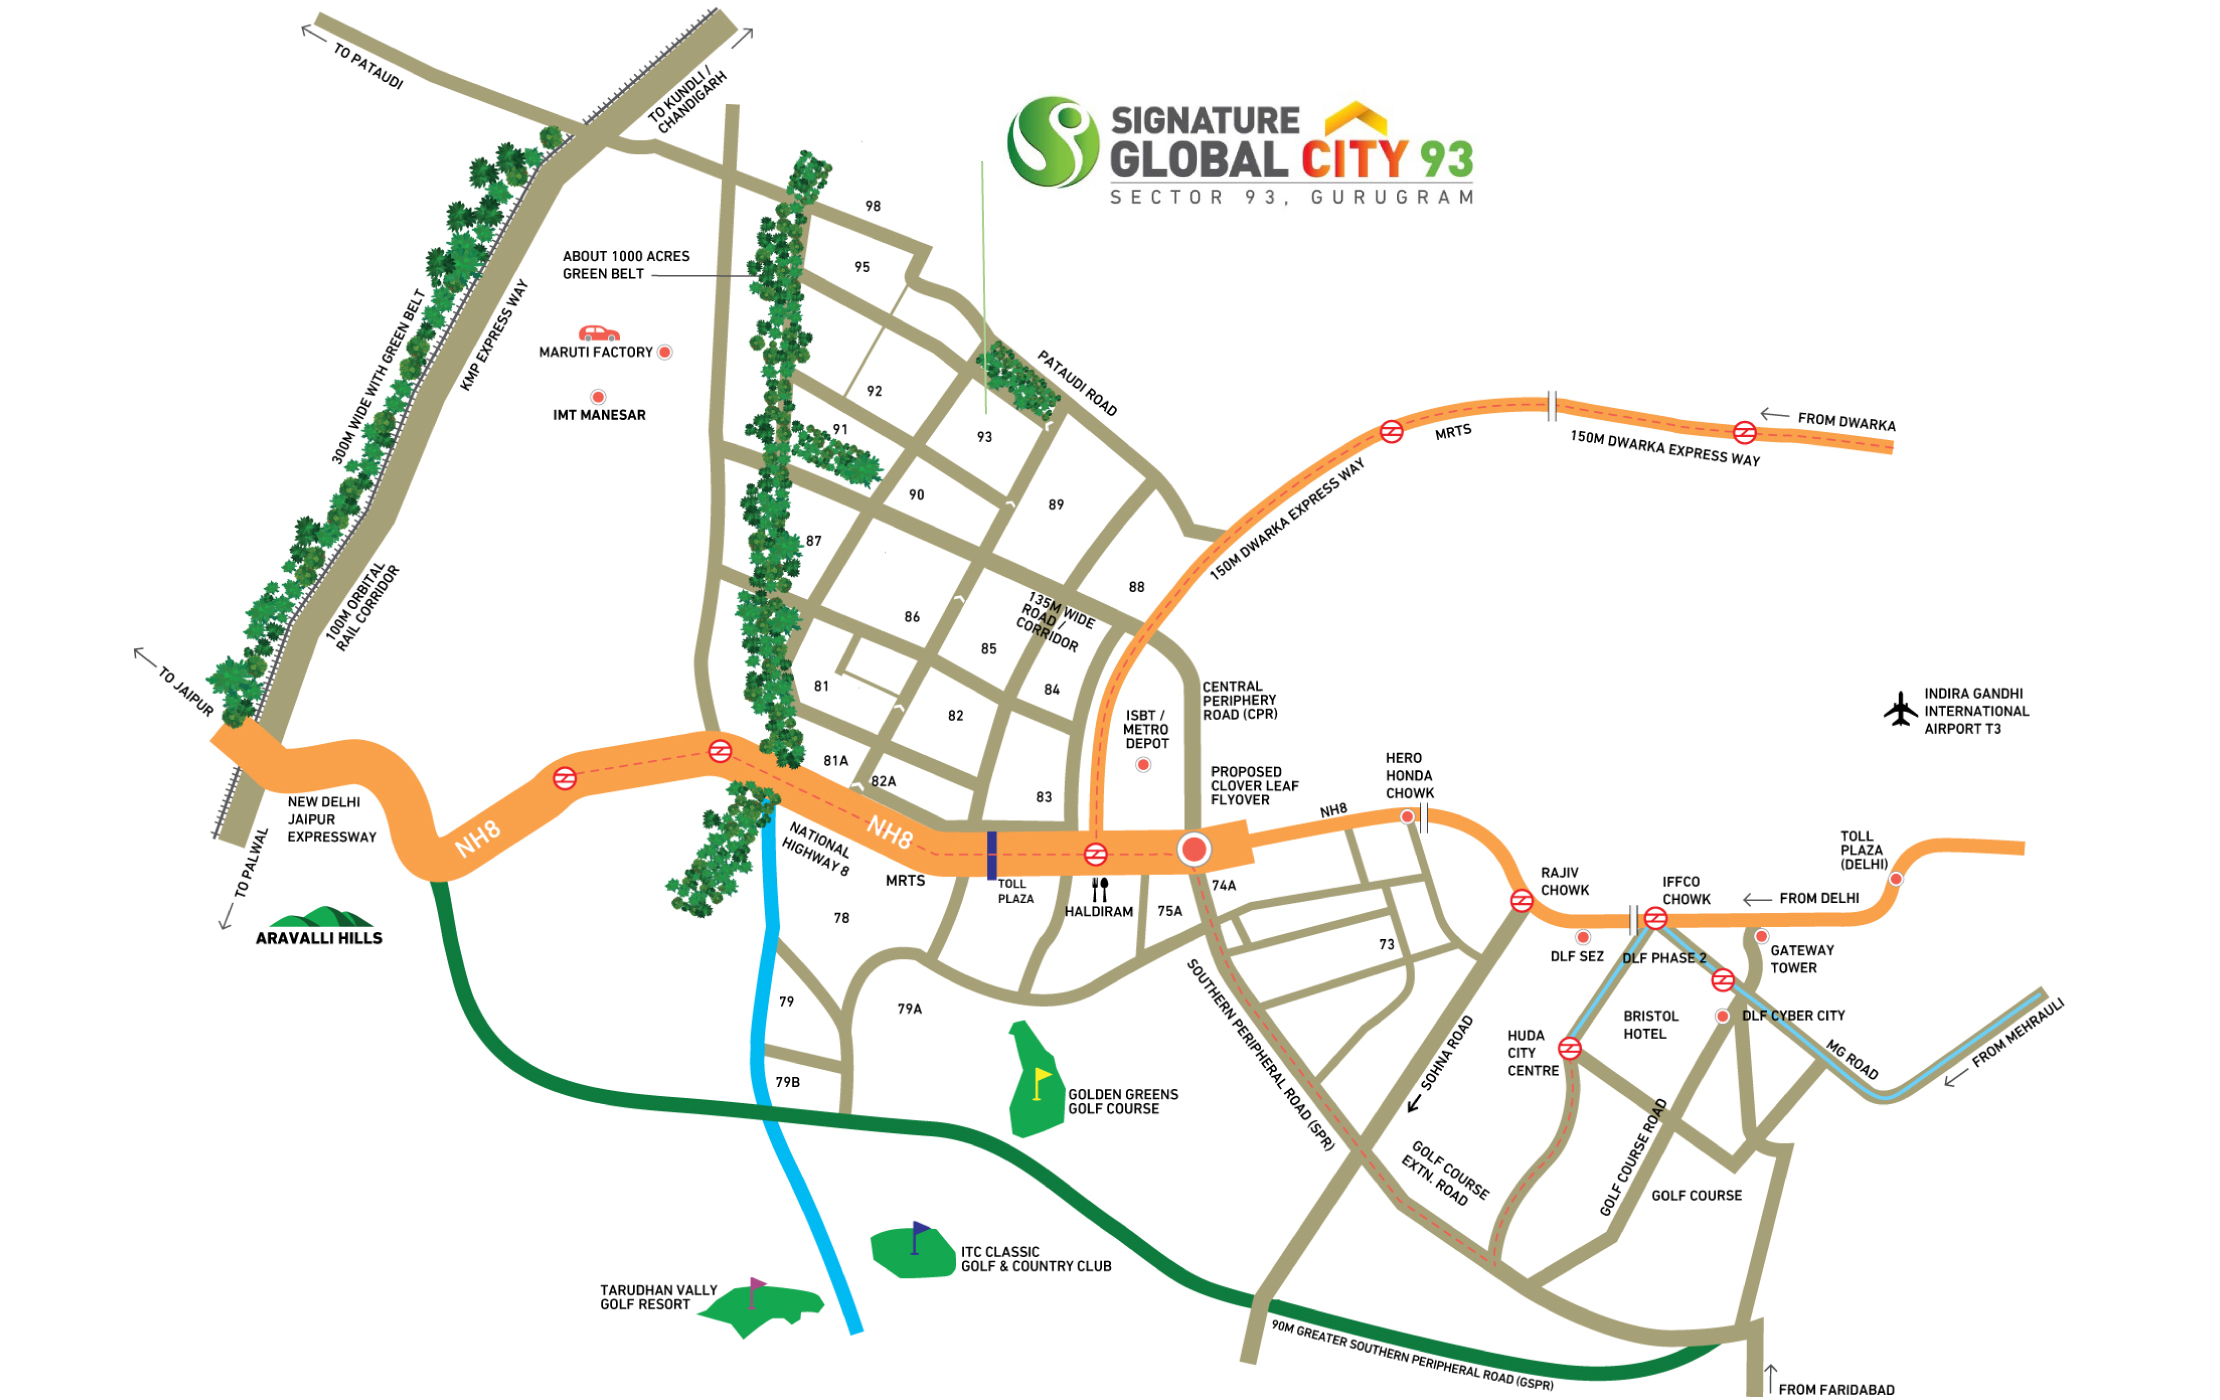 TO PATAUDI
TO KUNDLI /
CHANDIGARH
SIGNATURE
GLOBAL CITY 93
SECTOR 93, GURUGRAM
98
ABOUT 1000 ACRES
GREEN BELT
95
300M WIDE WITH GREEN BELT
KMP EXPRESS WAY
MARUTI FACTORY
IMT MANESAR
PATAUDI ROAD
92
91
93
90
89
87
88
86
85
84
135M WIDE
ROAD /
CORRIDOR
150M DWARKA EXPRESS WAY
MRTS
150M DWARKA EXPRESS WAY
FROM DWARKA
100M ORBITAL
RAIL CORRIDOR
TO JAIPUR
81
82
81A
82A
83
ISBT /
METRO
DEPOT
CENTRAL
PERIPHERY
ROAD (CPR)
PROPOSED
CLOVER LEAF
FLYOVER
HERO
HONDA
CHOWK
NH8
INDIRA GANDHI
INTERNATIONAL
AIRPORT T3
NEW DELHI
JAIPUR
EXPRESSWAY
NH8
NH8
NATIONAL
HIGHWAY 8
MRTS
TOLL
PLAZA
HALDIRAM
74A
75A
73
TO PALWAL
ARAVALLI HILLS
78
79
79A
79B
RAJIV
CHOWK
IFFCO
CHOWK
TOLL
PLAZA
(DELHI)
FROM DELHI
DLF SEZ
DLF PHASE 2
GATEWAY
TOWER
BRISTOL
HOTEL
DLF CYBER CITY
HUDA
CITY
CENTRE
MG ROAD
FROM MEHRAULI
SOUTHERN PERIPHERAL ROAD (SPR)
SOHNA ROAD
GOLDEN GREENS
GOLF COURSE
GOLF COURSE
EXTN. ROAD
GOLF COURSE ROAD
GOLF COURSE
ITC CLASSIC
GOLF & COUNTRY CLUB
TARUDHAN VALLY
GOLF RESORT
90M GREATER SOUTHERN PERIPHERAL ROAD (GSPR)
FROM FARIDABAD